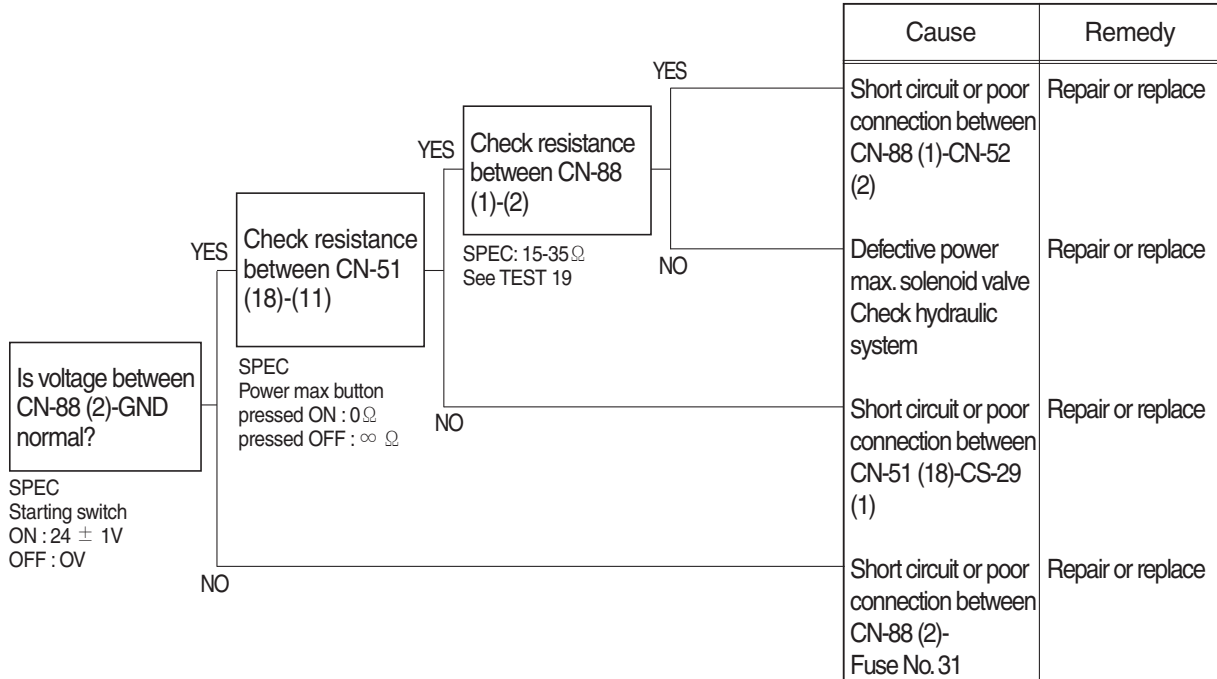 Cause
Remedy
YES
Short circuit or poor
connection between
CN-88 (1)-CN-52
(2)
Repair or replace
YES
Check resistance
between CN-88
(1)-(2)
SPEC: 15-35Ω
See TEST 19
NO
Defective power
max. solenoid valve
Check hydraulic
system
Repair or replace
YES
Check resistance
between CN-51
(18)-(11)
SPEC
Power max button
pressed ON : 0Ω
pressed OFF : ∞ Ω
NO
Short circuit or poor
connection between
CN-51 (18)-CS-29
(1)
Repair or replace
Is voltage between
CN-88 (2)-GND
normal?
SPEC
Starting switch
ON : 24 ± 1V
OFF : OV
NO
Short circuit or poor
connection between
CN-88 (2)-
Fuse No. 31
Repair or replace